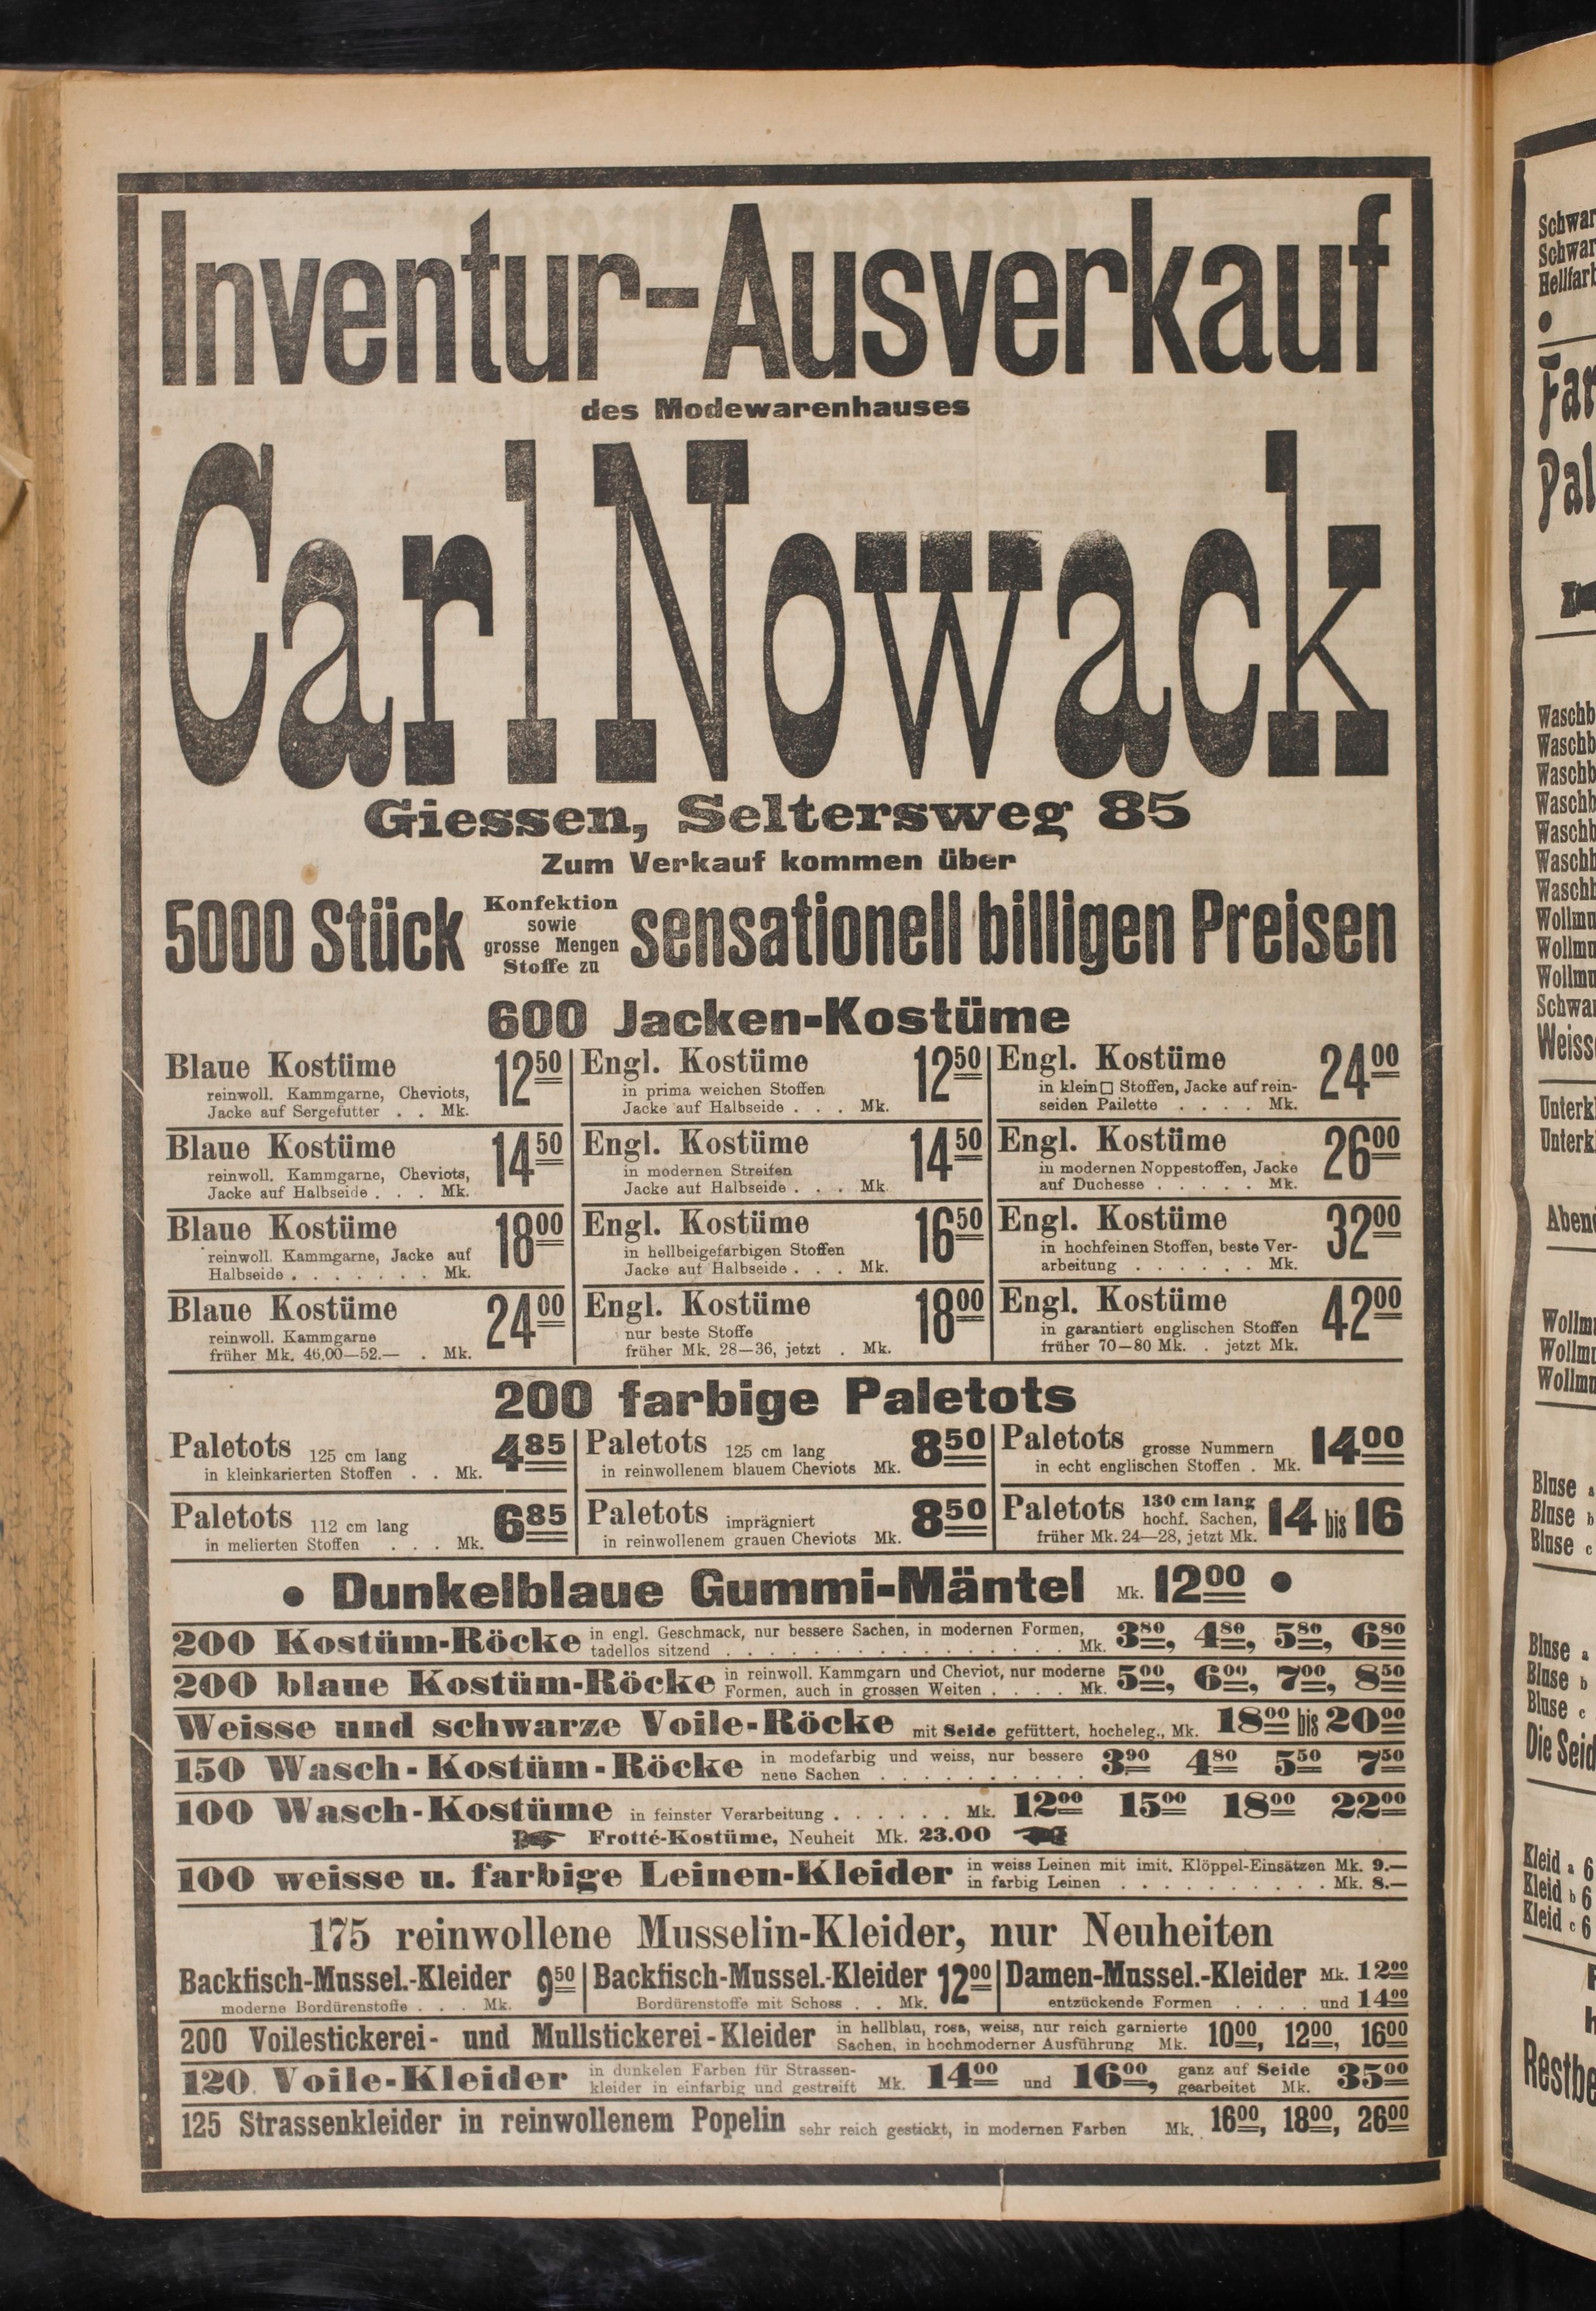 Inventur-Ausverkauf
des Modewarenhauses
Carl Nowack
Giessen, Seltersweg 85
Zum Verkauf kommen über
5000 Stück Konfektion sowie grosse Mengen Stoffe zu sensationell billigen Preisen
600 Jacken-Kostüme
Blaue Kostüme
reinwoll. Kammgarne, Cheviots,
Jacke auf Sergefutter . . Mk. 12 50
Blaue Kostüme
reinwoll. Kammgarne, Cheviots,
Jacke auf Halbseide . . . Mk. 14 50
Blaue Kostüme
reinwoll. Kammgarne, Jacke auf
Halbseide . . . . . . . Mk. 18 00
Blaue Kostüme
reinwoll. Kammgarne
früher Mk. 46,00—52.— . Mk. 24 00
Engl. Kostüme
in prima weichen Stoffen
Jacke auf Halbseide . . . Mk. 12 50
Engl. Kostüme
in modernen Streifen
Jacke auf Halbseide . . . Mk. 14 50
Engl. Kostüme
in hellbeigefarbigen Stoffen
Jacke auf Halbseide . . . Mk. 16 50
Engl. Kostüme
nur beste Stoffe
früher Mk. 28—36, jetzt . Mk. 18 00
Engl. Kostüme
in klein□ Stoffen, Jacke auf rein-
seiden Pailette . . . . Mk. 24 00
Engl. Kostüme
in modernen Noppestoffen, Jacke
auf Duchesse . . . . . Mk. 26 00
Engl. Kostüme
in hochfeinen Stoffen, beste Ver-
arbeitung . . . . . . Mk. 32 00
Engl. Kostüme
in garantiert englischen Stoffen
früher 70—80 Mk. . jetzt Mk. 42 00
200 farbige Paletots
Paletots 125 cm lang
in kleinkarierten Stoffen . . Mk. 4 85
Paletots 112 cm lang
in melierten Stoffen . . . Mk. 6 85
Paletots 125 cm lang
in reinwollenem blauem Cheviots Mk. 8 50
Paletots imprägniert
in reinwollenem grauen Cheviots Mk. 8 50
Paletots grosse Nummern
in echt englischen Stoffen . Mk. 14 00
Paletots 130 cm lang
hochf. Sachen,
früher Mk. 24—28, jetzt Mk. 14 bis 16
• Dunkelblaue Gummi-Mäntel Mk. 12 00 •
200 Kostüm-Röcke in engl. Geschmack, nur bessere Sachen, in modernen Formen,
tadellos sitzend . . . . . . . . . . . . . . . . Mk. 3 80, 4 80, 5 80, 6 80
200 blaue Kostüm-Röcke in reinwoll. Kammgarn und Cheviot, nur moderne
Formen, auch in grossen Weiten . . . . Mk. 5 00, 6 00, 7 00, 8 50
Weisse und schwarze Voile-Röcke mit Seide gefüttert, hocheleg., Mk. 18 00 bis 20 00
150 Wasch-Kostüm-Röcke in modefarbig und weiss, nur bessere
neue Sachen . . . . . . . . . . 3 90 4 80 5 50 7 50
100 Wasch-Kostüme in feinster Verarbeitung . . . . . . Mk. 12 00 15 00 18 00 22 00
Frotté-Kostüme, Neuheit Mk. 23.00
100 weisse u. farbige Leinen-Kleider in weiss Leinen mit imit. Klöppel-Einsätzen Mk. 9.—
in farbig Leinen . . . . . . . . . . Mk. 8.—
175 reinwollene Musselin-Kleider, nur Neuheiten
Backfisch-Mussel.-Kleider
moderne Bordürenstoffe . . . Mk. 9 50
Backfisch-Mussel.-Kleider
Bordürenstoffe mit Schoss . . Mk. 12 00
Damen-Mussel.-Kleider Mk. 12 00
entzückende Formen . . . . und 14 00
200 Voilestickerei- und Mullstickerei-Kleider in hellblau, rosa, weiss, nur reich garnierte
Sachen, in hochmoderner Ausführung Mk. 10 00, 12 00, 16 00
120 Voile-Kleider in dunkelen Farben für Strassen-
kleider in einfarbig und gestreift Mk. 14 00 und 16 00, ganz auf Seide
gearbeitet Mk. 35 00
125 Strassenkleider in reinwollenem Popelin sehr reich gestickt, in modernen Farben Mk. 16 00, 18 00, 26 00